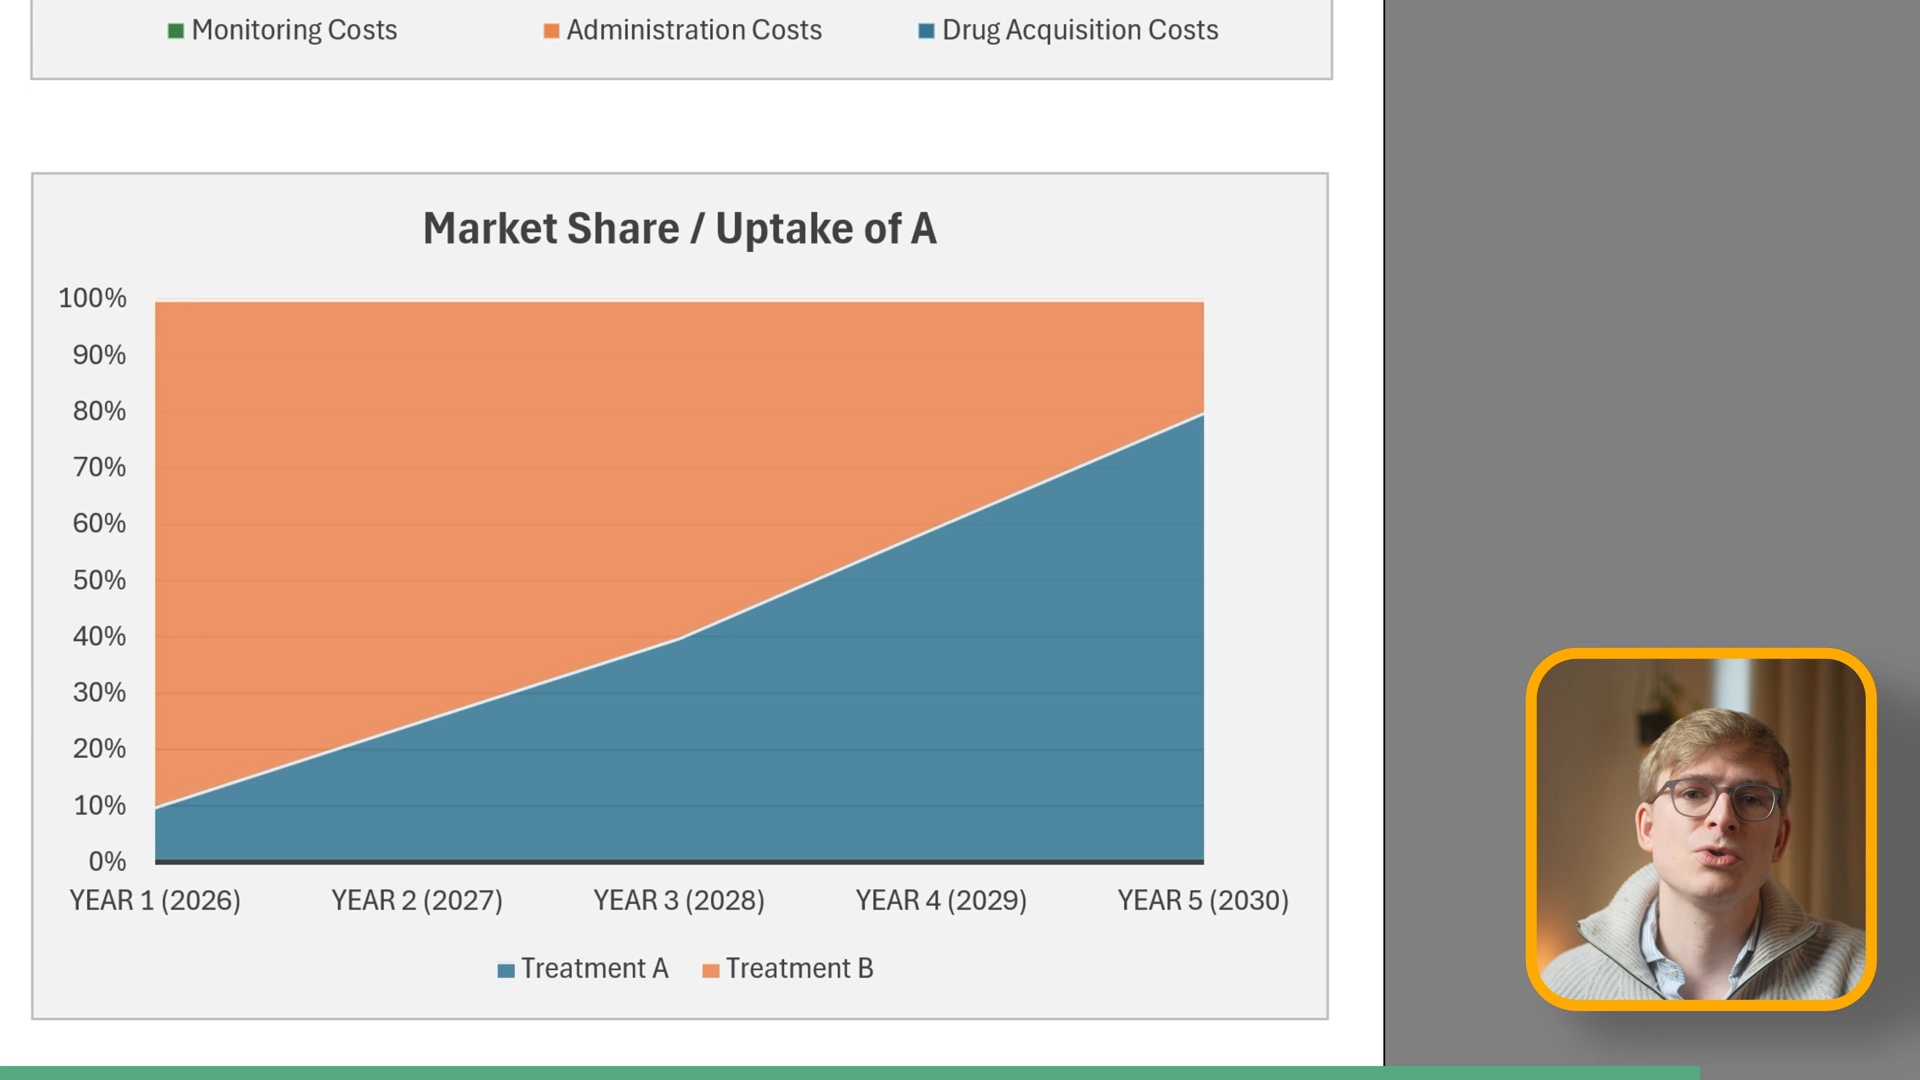 Monitoring Costs Administration Costs Drug Acquisition Costs
Market Share / Uptake of A
100%
90%
80%
70%
60%
50%
40%
30%
20%
10%
0%
YEAR 1 (2026) YEAR 2 (2027) YEAR 3 (2028) YEAR 4 (2029) YEAR 5 (2030)
Treatment A Treatment B